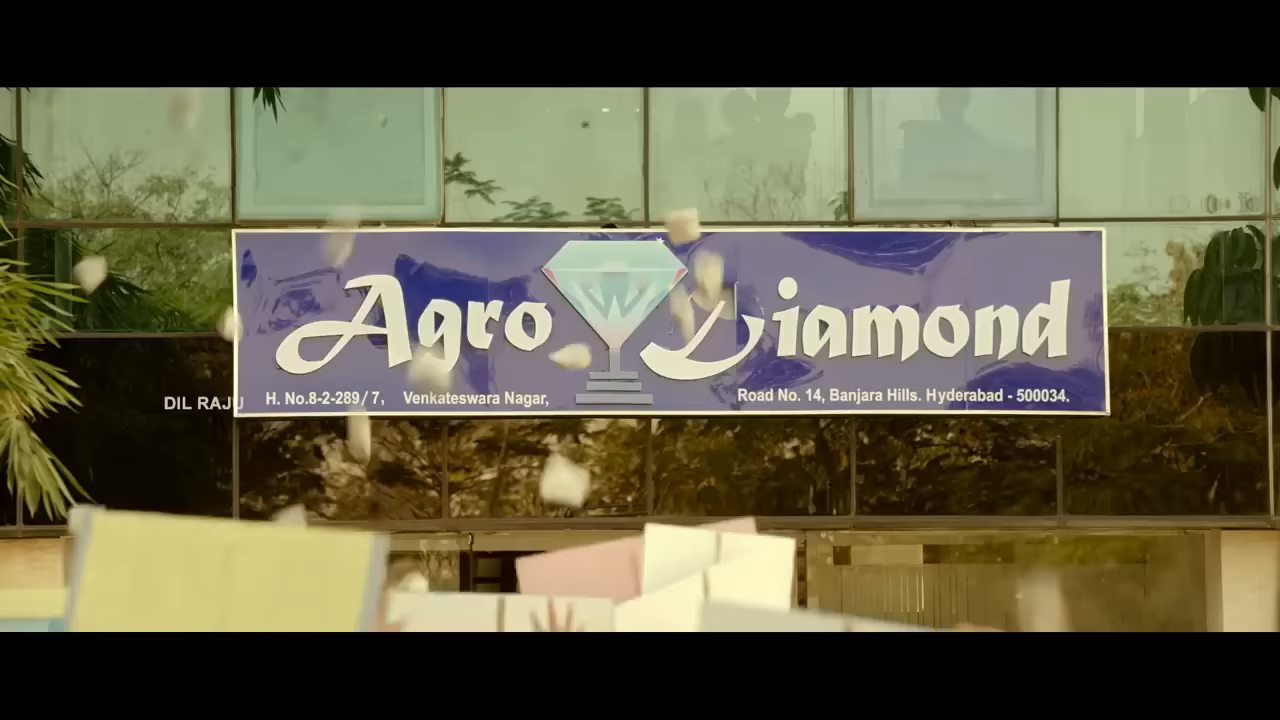 Agro Diamond
DIL RAJU
H. No.8-2-289/7, Venkateswara Nagar,
Road No. 14, Banjara Hills. Hyderabad - 500034.